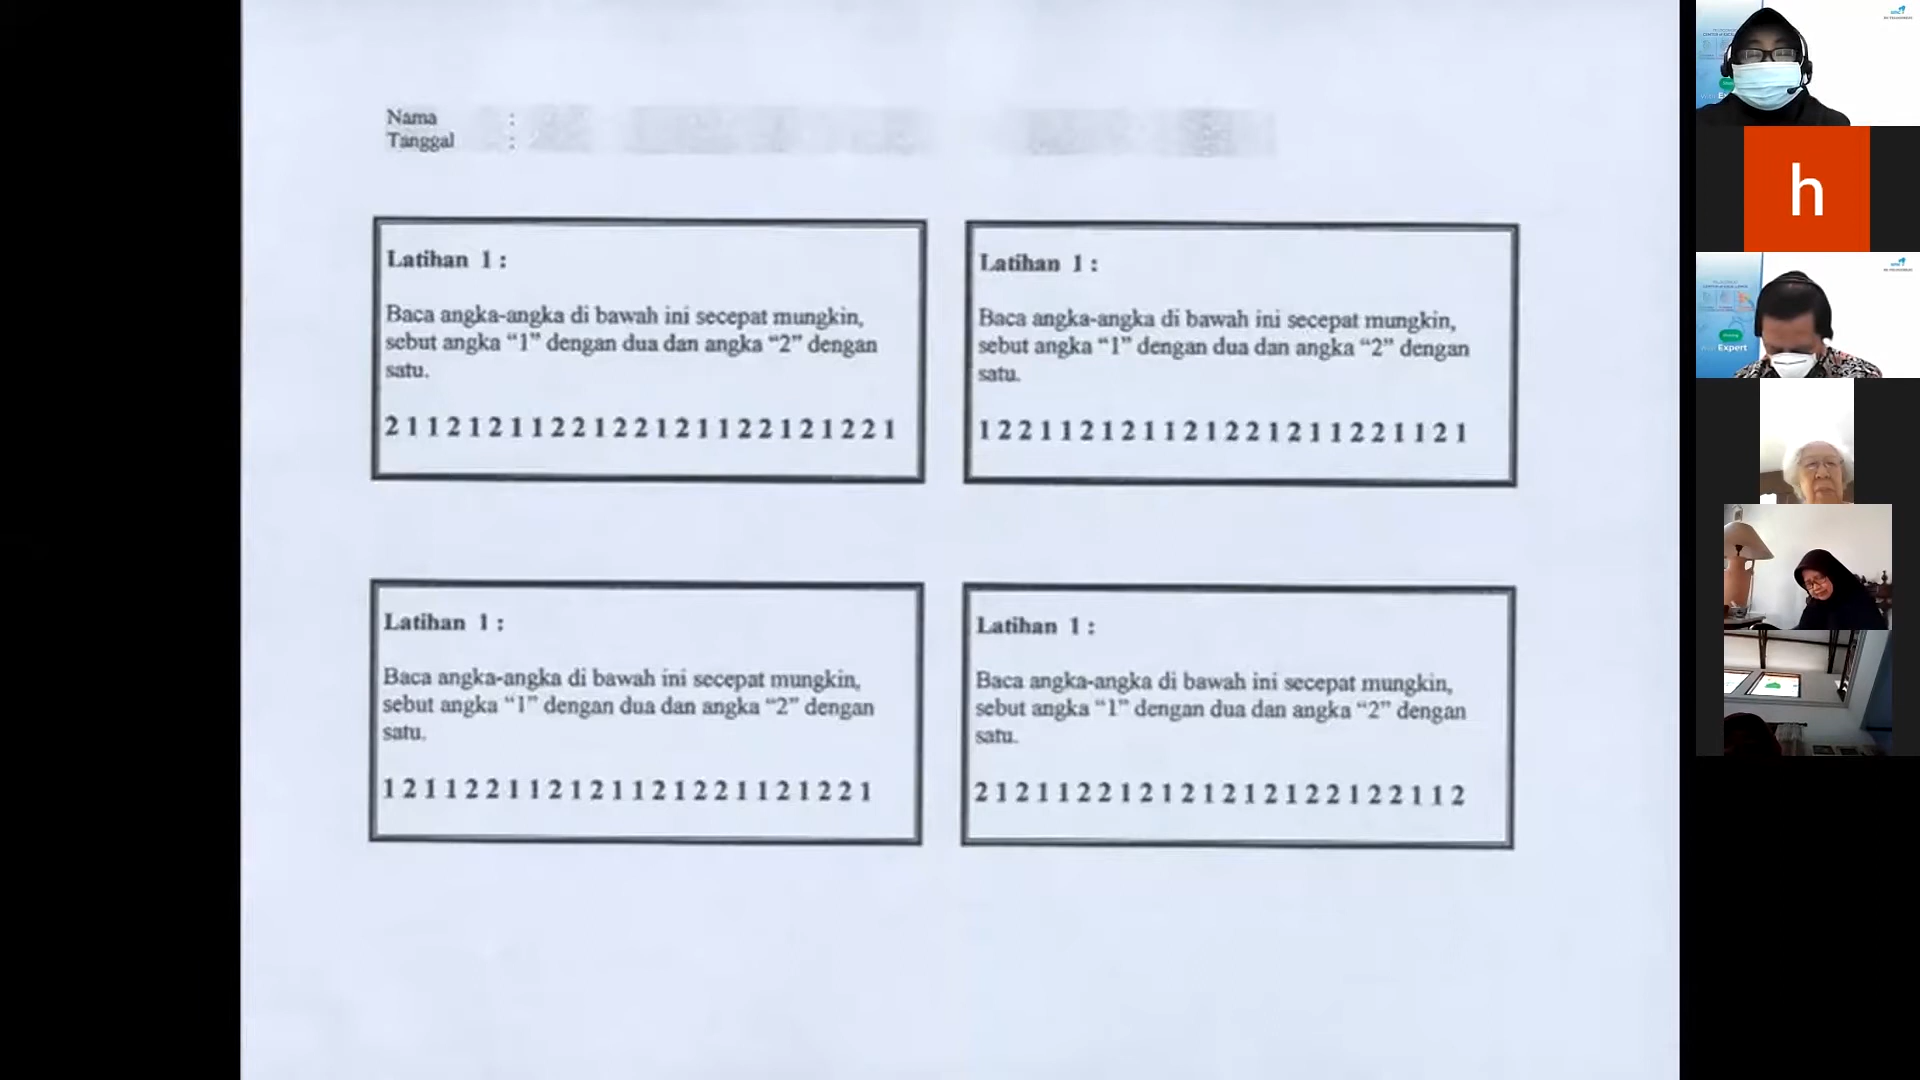 Nama :
Tanggal :
Latihan 1 :
Baca angka-angka di bawah ini secepat mungkin,
sebut angka “1” dengan dua dan angka “2” dengan
satu.
2 1 1 2 1 2 1 1 2 2 1 2 2 1 2 1 1 2 2 1 2 1 2 2 1
Latihan 1 :
Baca angka-angka di bawah ini secepat mungkin,
sebut angka “1” dengan dua dan angka “2” dengan
satu.
1 2 2 1 1 2 1 2 1 1 2 1 2 2 1 2 1 1 2 2 1 1 2 1
Latihan 1 :
Baca angka-angka di bawah ini secepat mungkin,
sebut angka “1” dengan dua dan angka “2” dengan
satu.
1 2 1 1 2 2 1 1 2 1 2 1 1 2 1 2 2 1 1 2 1 2 2 1
Latihan 1 :
Baca angka-angka di bawah ini secepat mungkin,
sebut angka “1” dengan dua dan angka “2” dengan
satu.
2 1 2 1 1 2 2 1 2 1 2 1 2 1 2 1 2 2 1 2 2 1 1 2
h
Expert